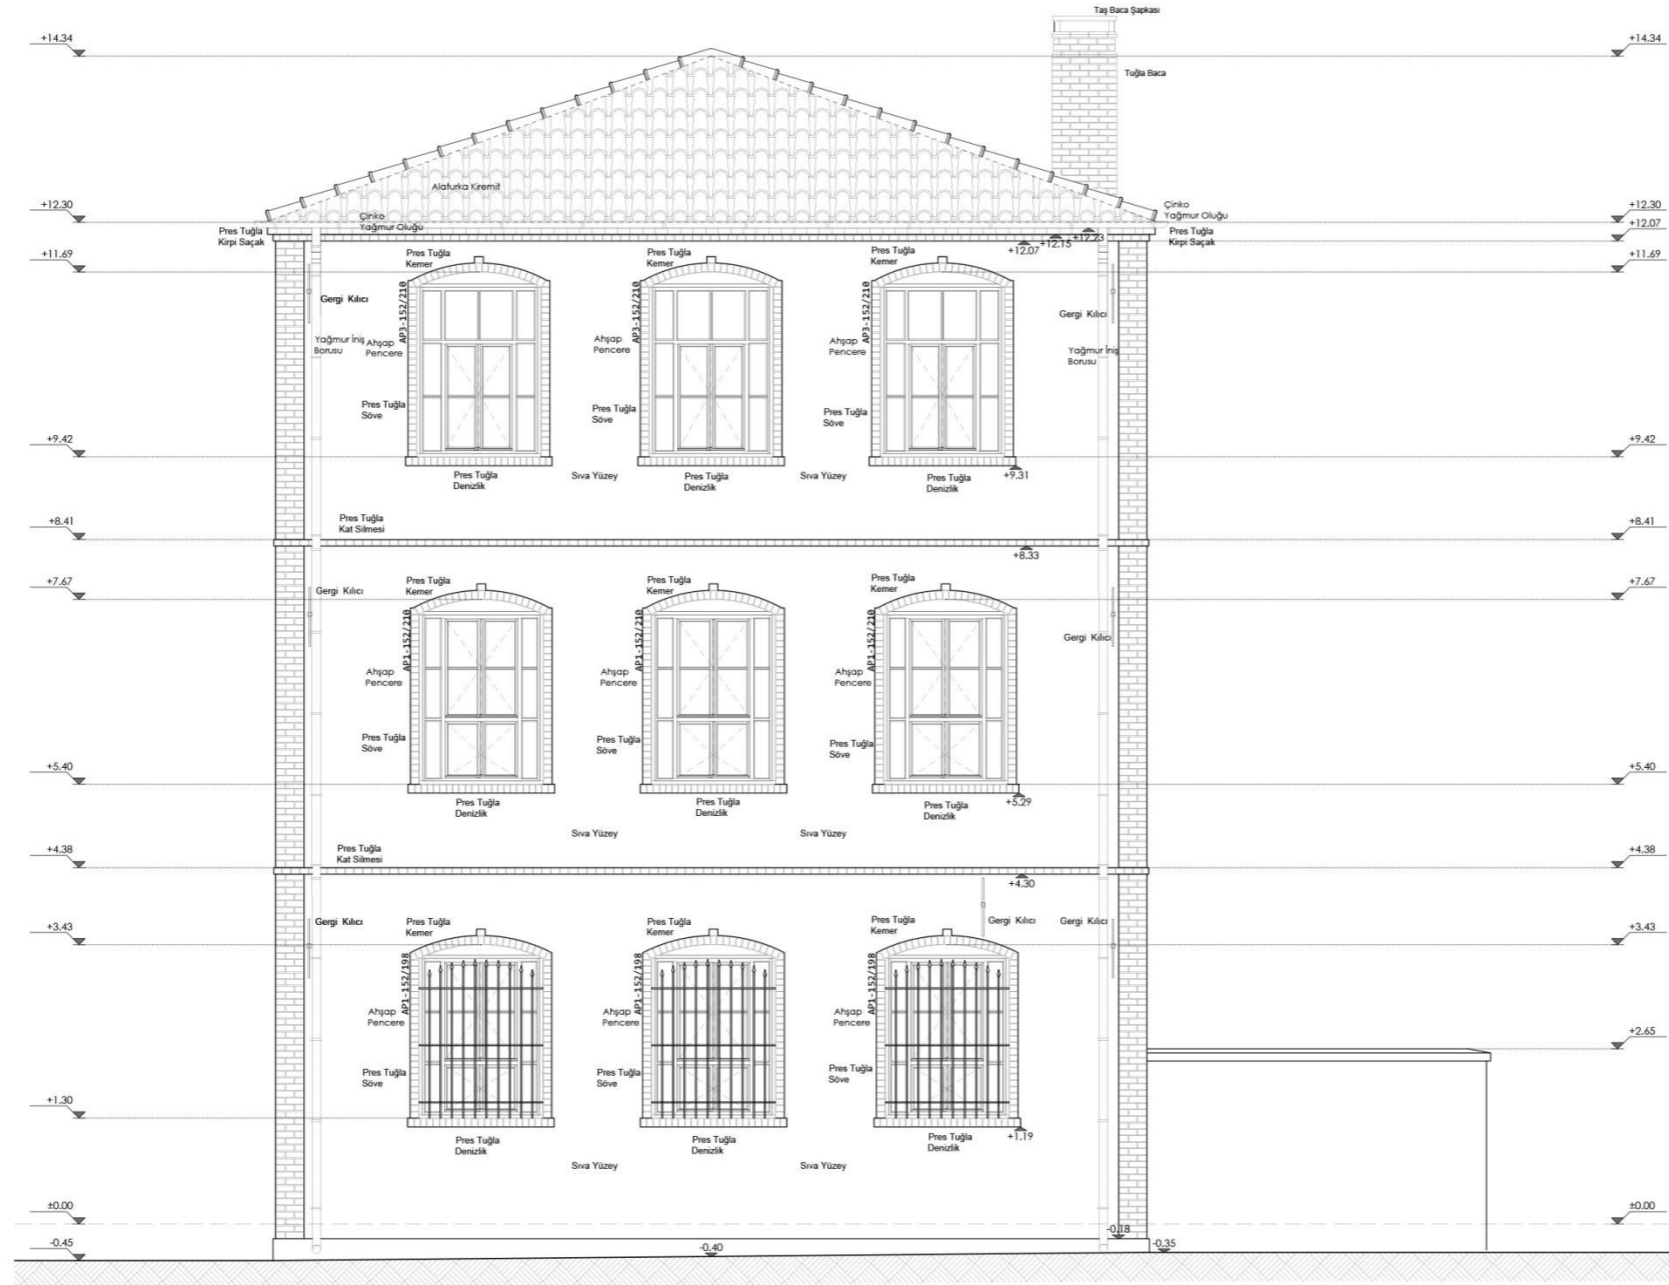 Taş Baca Şapkası
+14.34
+14.34
Tuğla Baca
Alaturka Kiremit
+12.30
Çinko
Yağmur Oluğu
+12.30
Çinko
Yağmur Oluğu
Pres Tuğla
Kirpi Saçak
+12.23
+12.15
+12.07
Pres Tuğla
Kirpi Saçak
+12.07
+11.69
Pres Tuğla
Kemer
Pres Tuğla
Kemer
Pres Tuğla
Kemer
+11.69
Gergi Kılıcı
AP3-152/210
AP3-152/210
AP3-152/210
Gergi Kılıcı
Yağmur İniş
Borusu
Ahşap
Pencere
Ahşap
Pencere
Ahşap
Pencere
Yağmur İniş
Borusu
Pres Tuğla
Söve
Pres Tuğla
Söve
Pres Tuğla
Söve
+9.42
+9.42
Pres Tuğla
Denizlik
Sıva Yüzey
Pres Tuğla
Denizlik
Sıva Yüzey
Pres Tuğla
Denizlik
+9.31
+8.41
Pres Tuğla
Kat Silmesi
+8.41
+8.33
+7.67
Gergi Kılıcı
Pres Tuğla
Kemer
Pres Tuğla
Kemer
Pres Tuğla
Kemer
+7.67
AP1-152/210
AP1-152/210
AP1-152/210
Gergi Kılıcı
Ahşap
Pencere
Ahşap
Pencere
Ahşap
Pencere
Pres Tuğla
Söve
Pres Tuğla
Söve
Pres Tuğla
Söve
+5.40
+5.40
Pres Tuğla
Denizlik
Pres Tuğla
Denizlik
Pres Tuğla
Denizlik
+5.29
Sıva Yüzey
Sıva Yüzey
+4.38
Pres Tuğla
Kat Silmesi
+4.38
+4.30
+3.43
Gergi Kılıcı
Pres Tuğla
Kemer
Pres Tuğla
Kemer
Pres Tuğla
Kemer
Gergi Kılıcı
Gergi Kılıcı
+3.43
AP1-152/198
AP1-152/198
AP1-152/198
Ahşap
Pencere
Ahşap
Pencere
Ahşap
Pencere
+2.65
Pres Tuğla
Söve
Pres Tuğla
Söve
Pres Tuğla
Söve
+1.30
Pres Tuğla
Denizlik
Pres Tuğla
Denizlik
Pres Tuğla
Denizlik
+1.19
Sıva Yüzey
Sıva Yüzey
±0.00
±0.00
-0.18
-0.45
-0.40
-0.35